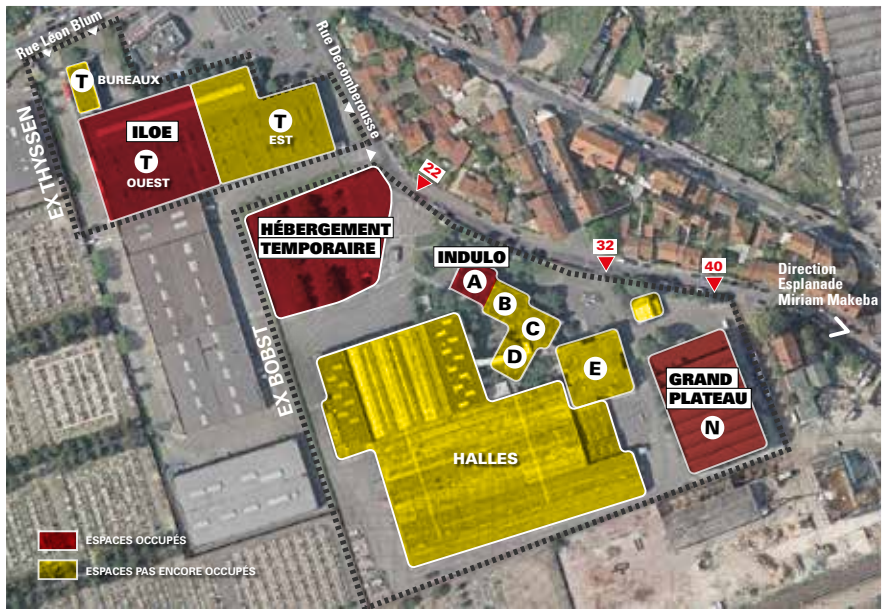 Rue Léon Blum
Rue Decomberousse
T BUREAUX
ILOE
T
OUEST
T
EST
EX THYSSEN
22
HÉBERGEMENT
TEMPORAIRE
INDULO
A
B
C
D
E
32
40
Direction
Esplanade
Miriam Makeba
EX BOBST
GRAND
PLATEAU
N
HALLES
ESPACES OCCUPÉS
ESPACES PAS ENCORE OCCUPÉS